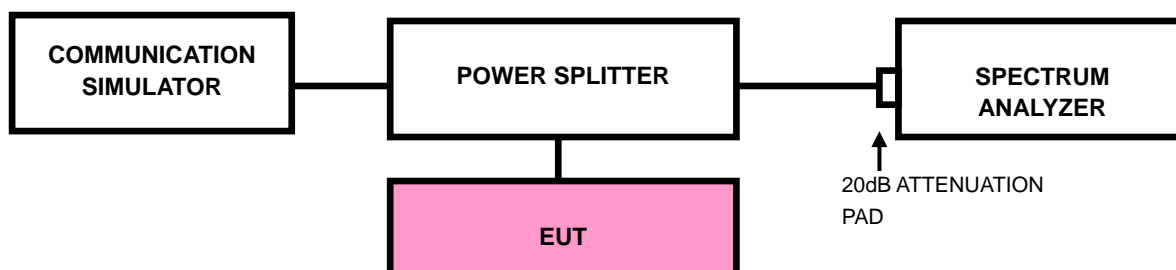 COMMUNICATION
SIMULATOR
POWER SPLITTER
SPECTRUM
ANALYZER
20dB ATTENUATION
PAD
EUT